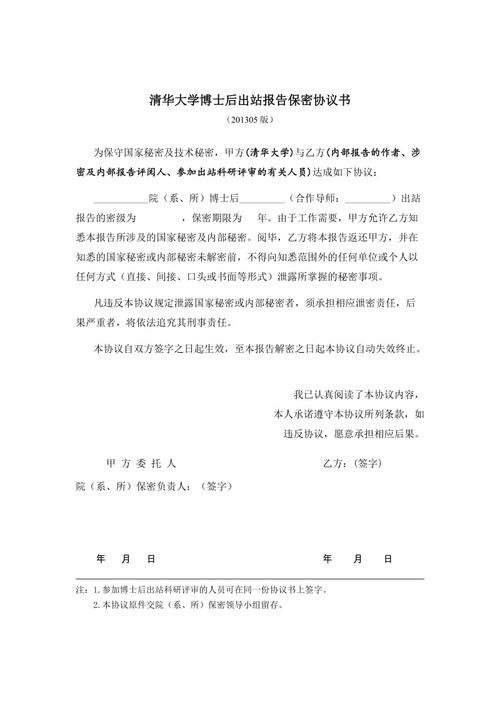 清华大学博士后出站报告保密协议书
（201305 版）
为保守国家秘密及技术秘密，甲方(清华大学)与乙方(内部报告的作者、涉
密及内部报告评阅人、参加出站科研评审的有关人员)达成如下协议：
__________院（系、所）博士后________（合作导师：________）出站
报告的密级为　　　　，保密期限为　　年。由于工作需要，甲方允许乙方知
悉本报告所涉及的国家秘密及内部秘密。阅毕，乙方将本报告返还甲方，并在
知悉的国家秘密或内部秘密未解密前，不得向知悉范围外的任何单位或个人以
任何方式（直接、间接、口头或书面等形式）泄露所掌握的秘密事项。
凡违反本协议规定泄露国家秘密或内部秘密者，须承担相应泄密责任，后
果严重者，将依法追究其刑事责任。
本协议自双方签字之日起生效，至本报告解密之日起本协议自动失效终止。
我已认真阅读了本协议内容，
本人承诺遵守本协议所列条款，如
违反协议，愿意承担相应后果。
甲 方 委 托 人　　　　　　　　　　乙方：(签字)
院（系、所）保密负责人：（签字）
年　月　日　　　　　　　　　　年　月　日
注：1.参加博士后出站科研评审的人员可在同一份协议书上签字。
2.本协议原件交院（系、所）保密领导小组留存。